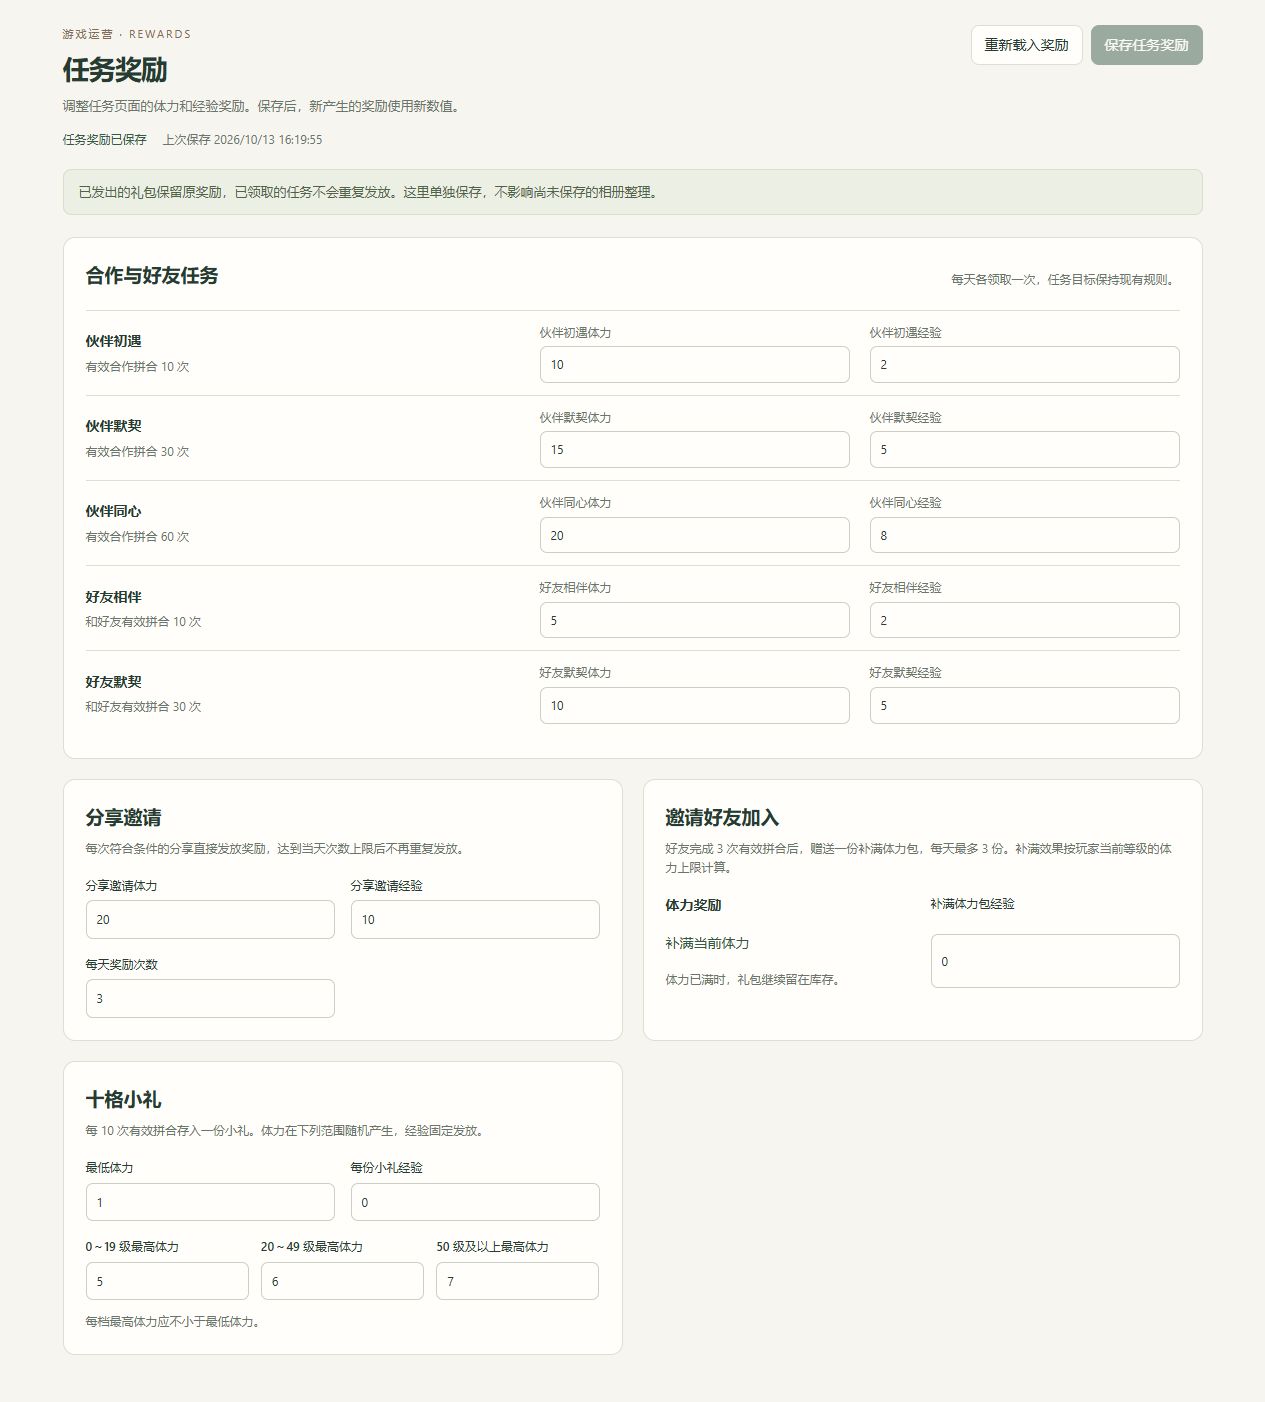 游戏运营 · REWARDS
任务奖励
调整任务页面的体力和经验奖励。保存后，新产生的奖励使用新数值。
任务奖励已保存 上次保存 2026/10/13 16:19:55
重新载入奖励
保存任务奖励
已发出的礼包保留原奖励，已领取的任务不会重复发放。这里单独保存，不影响尚未保存的相册整理。
合作与好友任务
每天各领取一次，任务目标保持现有规则。
伙伴初遇
有效合作拼合 10 次
伙伴初遇体力
10
伙伴初遇经验
2
伙伴默契
有效合作拼合 30 次
伙伴默契体力
15
伙伴默契经验
5
伙伴同心
有效合作拼合 60 次
伙伴同心体力
20
伙伴同心经验
8
好友相伴
和好友有效拼合 10 次
好友相伴体力
5
好友相伴经验
2
好友默契
和好友有效拼合 30 次
好友默契体力
10
好友默契经验
5
分享邀请
每次符合条件的分享直接发放奖励，达到当天次数上限后不再重复发放。
分享邀请体力
20
分享邀请经验
10
每天奖励次数
3
邀请好友加入
好友完成 3 次有效拼合后，赠送一份补满体力包，每天最多 3 份。补满效果按玩家当前等级的体
力上限计算。
体力奖励
补满当前体力
体力已满时，礼包继续留在库存。
补满体力包经验
0
十格小礼
每 10 次有效拼合存入一份小礼。体力在下列范围随机产生，经验固定发放。
最低体力
1
每份小礼经验
0
0～19 级最高体力
5
20～49 级最高体力
6
50 级及以上最高体力
7
每档最高体力应不小于最低体力。